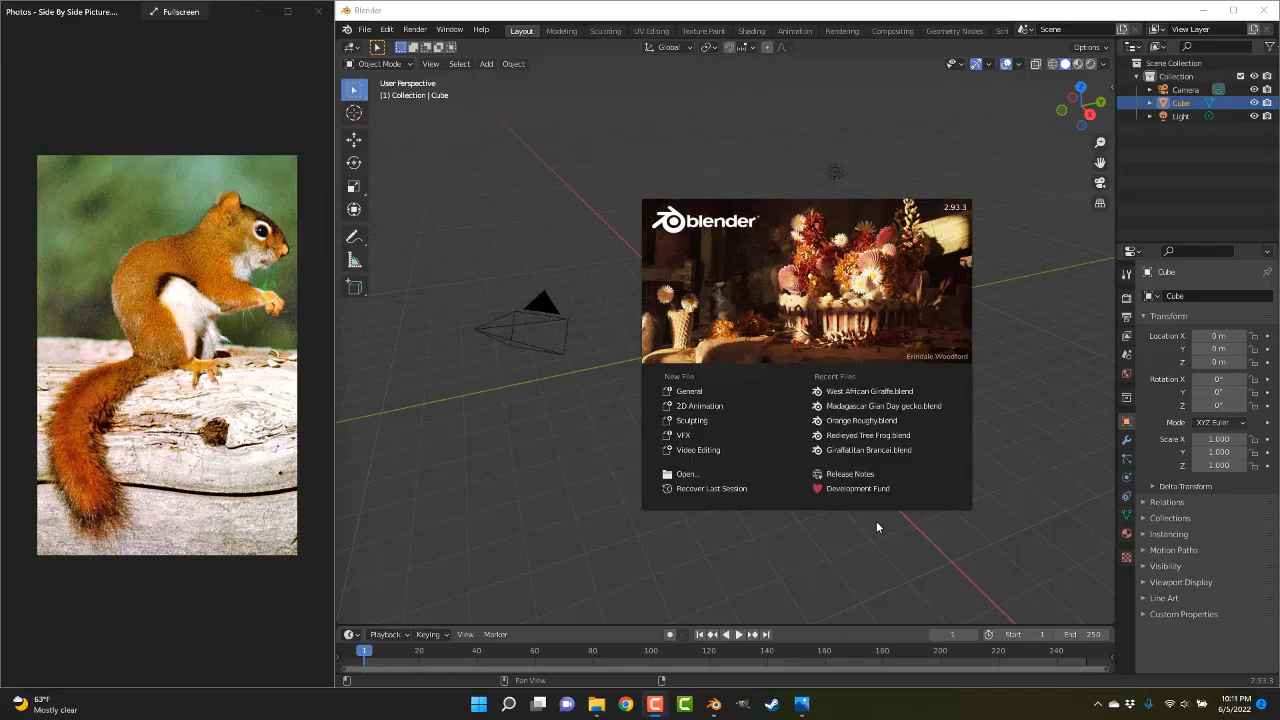 Photos - Side By Side Picture....
Fullscreen
Blender
File Edit Render Window Help
Layout Modeling Sculpting UV Editing Texture Paint Shading Animation Rendering Compositing Geometry Nodes Scri
Scene
View Layer
Global
Options
Object Mode View Select Add Object
User Perspective
(1) Collection | Cube
X
Y
Z
Scene Collection
Collection
Camera
Cube
Light
blender
2.93.3
Erindale Woodford
New File
General
2D Animation
Sculpting
VFX
Video Editing
Open...
Recover Last Session
Recent Files
West African Giraffe.blend
Madagascar Gian Day gecko.blend
Orange Roughy.blend
Red-eyed Tree Frog.blend
Giraffatitan Brancai.blend
Release Notes
Development Fund
Cube
Cube
Transform
Location X 0 m
Y 0 m
Z 0 m
Rotation X 0°
Y 0°
Z 0°
Mode XYZ Euler
Scale X 1.000
Y 1.000
Z 1.000
Delta Transform
Relations
Collections
Instancing
Motion Paths
Visibility
Viewport Display
Line Art
Custom Properties
Playback Keying View Marker
1
Start 1
End 250
1 20 40 60 80 100 120 140 160 180 200 220 240
Pan View
2.93.3
63°F
Mostly clear
10:11 PM
6/5/2022
2